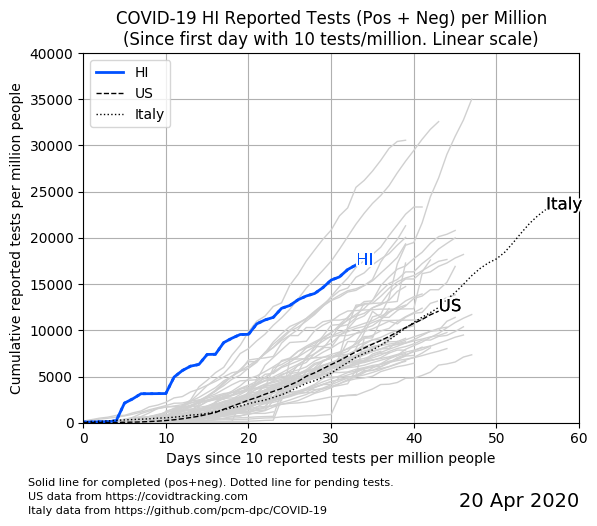 COVID-19 HI Reported Tests (Pos + Neg) per Million
(Since first day with 10 tests/million. Linear scale)
Cumulative reported tests per million people
40000
35000
30000
25000
20000
15000
10000
5000
0
HI
US
Italy
Italy
HI
US
0 10 20 30 40 50 60
Days since 10 reported tests per million people
Solid line for completed (pos+neg). Dotted line for pending tests.
US data from https://covidtracking.com
Italy data from https://github.com/pcm-dpc/COVID-19
20 Apr 2020